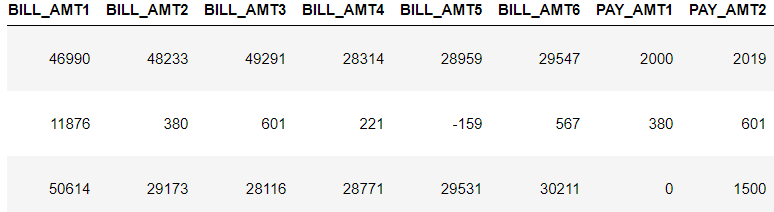 BILL_AMT1 BILL_AMT2 BILL_AMT3 BILL_AMT4 BILL_AMT5 BILL_AMT6 PAY_AMT1 PAY_AMT2
46990 48233 49291 28314 28959 29547 2000 2019
11876 380 601 221 -159 567 380 601
50614 29173 28116 28771 29531 30211 0 1500